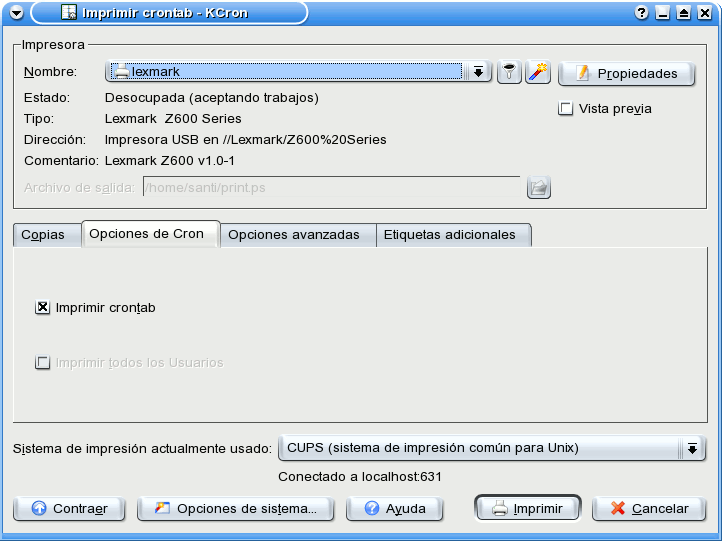 Imprimir crontab - KCron
Impresora
Nombre: lexmark Propiedades
Estado: Desocupada (aceptando trabajos)
Vista previa
Tipo: Lexmark Z600 Series
Dirección: Impresora USB en //Lexmark/Z600%20Series
Comentario: Lexmark Z600 v1.0-1
Archivo de salida: /home/santi/print.ps
Copias Opciones de Cron Opciones avanzadas Etiquetas adicionales
Imprimir crontab
Imprimir todos los Usuarios
Sistema de impresión actualmente usado: CUPS (sistema de impresión común para Unix)
Conectado a localhost:631
Contraer Opciones de sistema... Ayuda Imprimir Cancelar